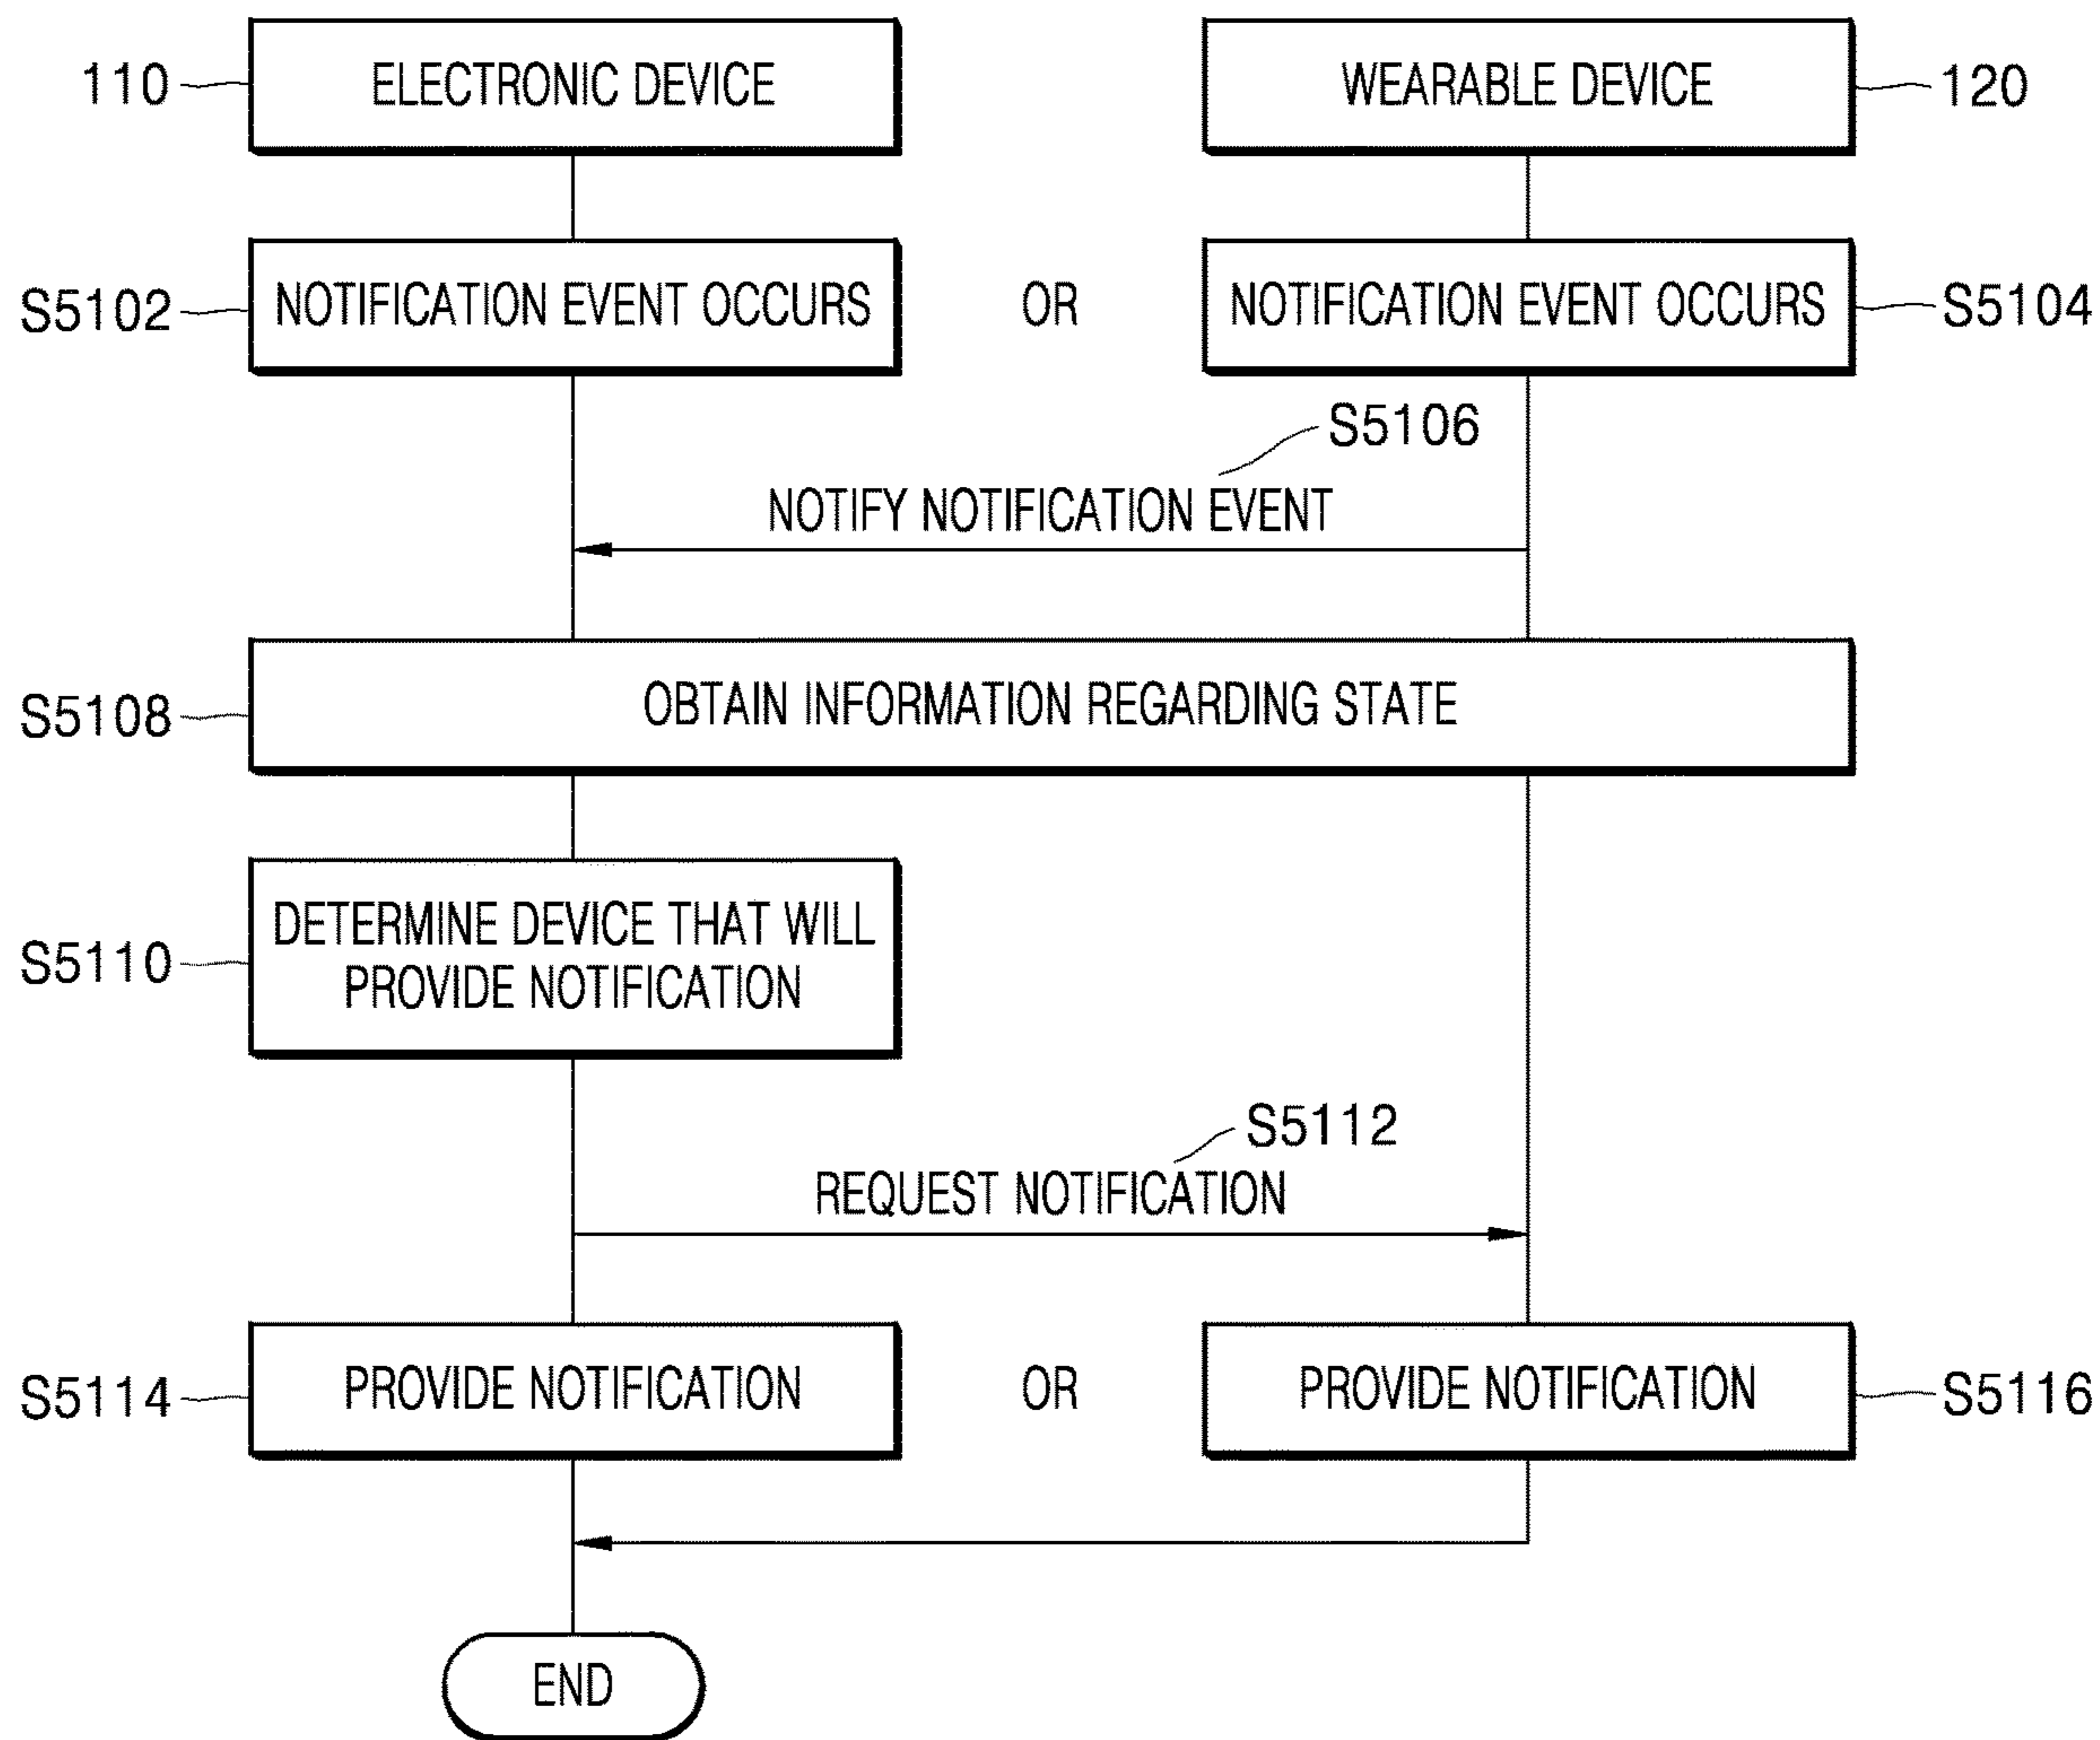 110
ELECTRONIC DEVICE
WEARABLE DEVICE
120
S5102
NOTIFICATION EVENT OCCURS
OR
NOTIFICATION EVENT OCCURS
S5104
S5106
NOTIFY NOTIFICATION EVENT
S5108
OBTAIN INFORMATION REGARDING STATE
S5110
DETERMINE DEVICE THAT WILL
PROVIDE NOTIFICATION
S5112
REQUEST NOTIFICATION
S5114
PROVIDE NOTIFICATION
OR
PROVIDE NOTIFICATION
S5116
END